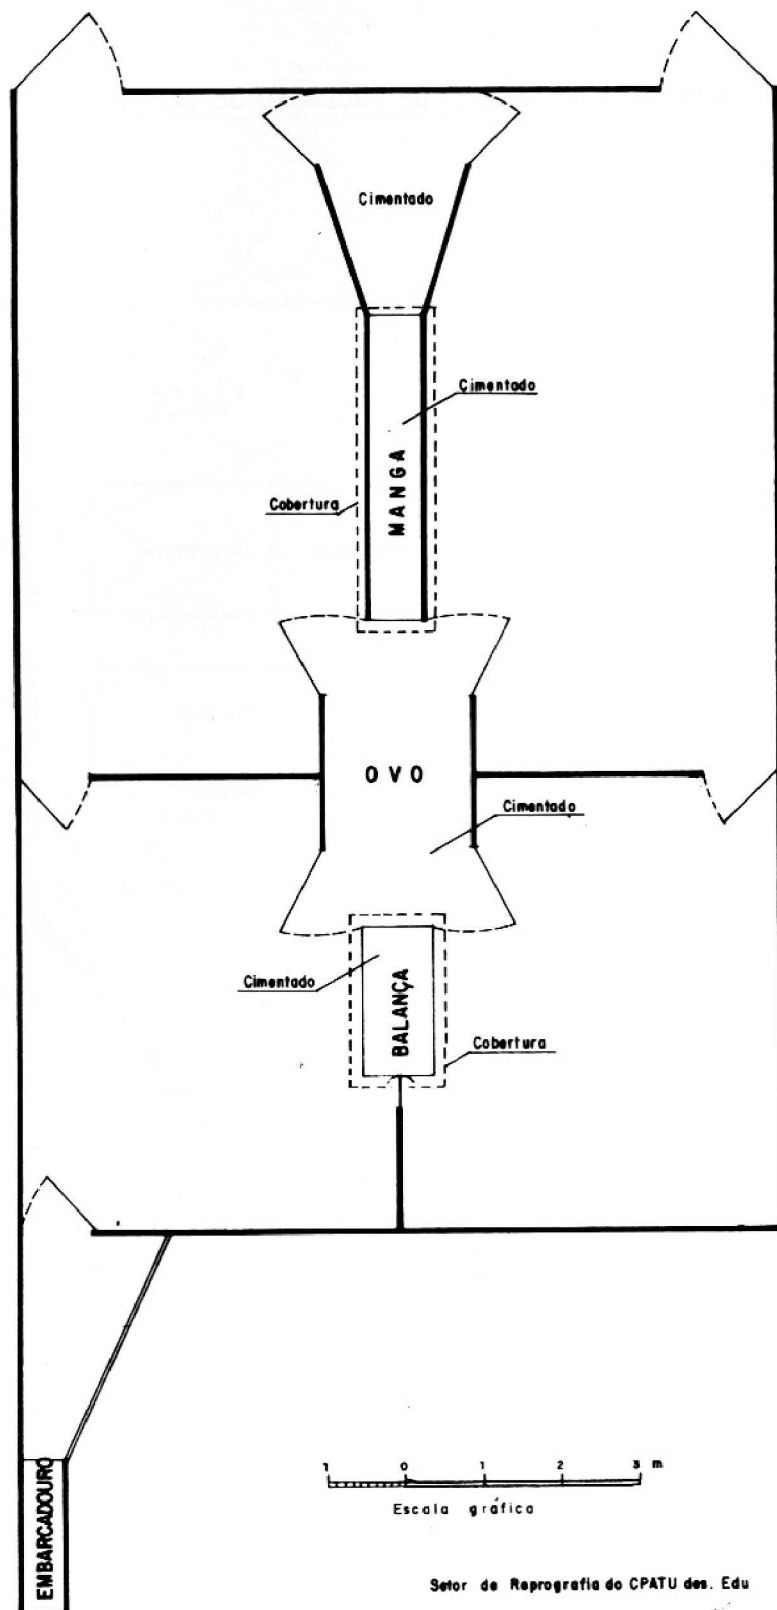 Cimentado
Cimentado
MANGA
Cobertura
OVO
Cimentado
Cimentado
BALANÇA
Cobertura
EMBARCADOURO
1 0 1 2 3 m
Escala gráfica
Setor de Reprografia do CPATU des. Edu